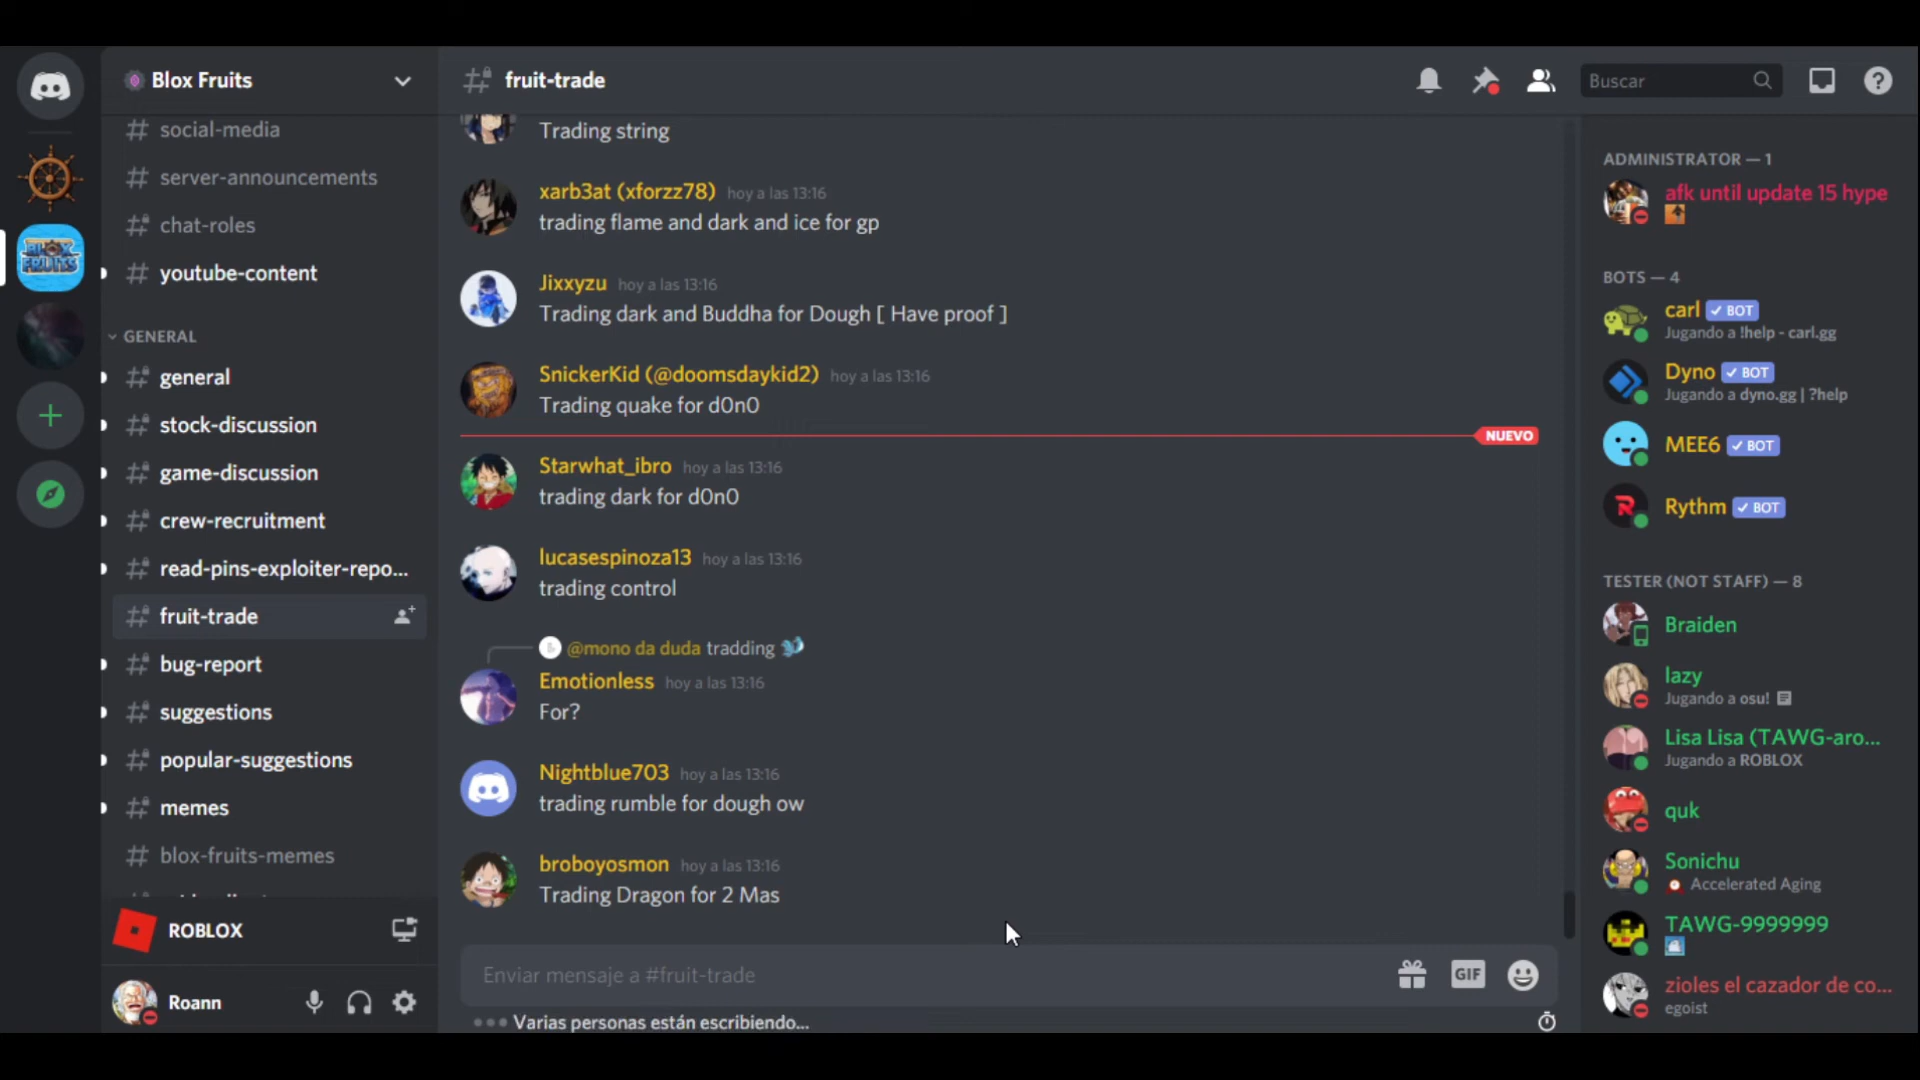 Blox Fruits
social-media
server-announcements
chat-roles
youtube-content
GENERAL
general
stock-discussion
game-discussion
crew-recruitment
read-pins-exploiter-repo...
fruit-trade
bug-report
suggestions
popular-suggestions
memes
blox-fruits-memes
ROBLOX
Roann
fruit-trade
Buscar
Trading string
xarb3at (xforzz78) hoy a las 13:16
trading flame and dark and ice for gp
Jixxyzu hoy a las 13:16
Trading dark and Buddha for Dough [ Have proof ]
SnickerKid (@doomsdaykid2) hoy a las 13:16
Trading quake for d0n0
NUEVO
Starwhat_ibro hoy a las 13:16
trading dark for d0n0
lucasespinoza13 hoy a las 13:16
trading control
@mono da duda tradding
Emotionless hoy a las 13:16
For?
Nightblue703 hoy a las 13:16
trading rumble for dough ow
broboyosmon hoy a las 13:16
Trading Dragon for 2 Mas
Enviar mensaje a #fruit-trade
GIF
Varias personas están escribiendo...
ADMINISTRATOR — 1
afk until update 15 hype
BOTS — 4
carl BOT
Jugando a !help - carl.gg
Dyno BOT
Jugando a dyno.gg | ?help
MEE6 BOT
Rythm BOT
TESTER (NOT STAFF) — 8
Braiden
lazy
Jugando a osu!
Lisa Lisa (TAWG-aro...
Jugando a ROBLOX
quk
Sonichu
Accelerated Aging
TAWG-9999999
zioles el cazador de co...
egoist
BLOX
FRUITS